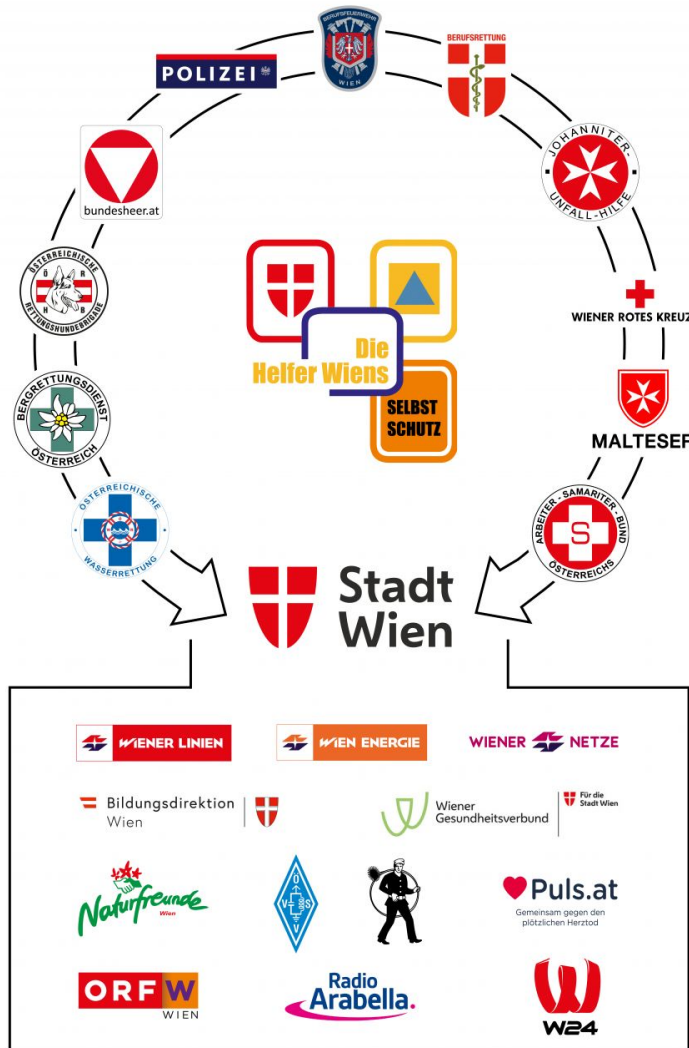 BERUFSFEUERWEHR
WIEN
POLIZEI
BERUFSRETTUNG
bundesheer.at
JOHANNITER-
UNFALL-HILFE
ÖSTERREICHISCHE
Ö R
H B
RETTUNGSHUNDEBRIGADE
WIENER ROTES KREUZ
Die
Helfer Wiens
SELBST
SCHUTZ
BERGRETTUNGSDIENST
ÖSTERREICH
MALTESER
ÖSTERREICHISCHE
WASSERRETTUNG
ARBEITER - SAMARITER - BUND
S
ÖSTERREICHS
Stadt
Wien
WIENER LINIEN
WIEN ENERGIE
WIENER NETZE
Bildungsdirektion
Wien
Wiener
Gesundheitsverbund
Für die
Stadt Wien
Naturfreunde
Wien
Ö
V S
V
Puls.at
Gemeinsam gegen den
plötzlichen Herztod
ORF W
WIEN
Radio
Arabella.
W24